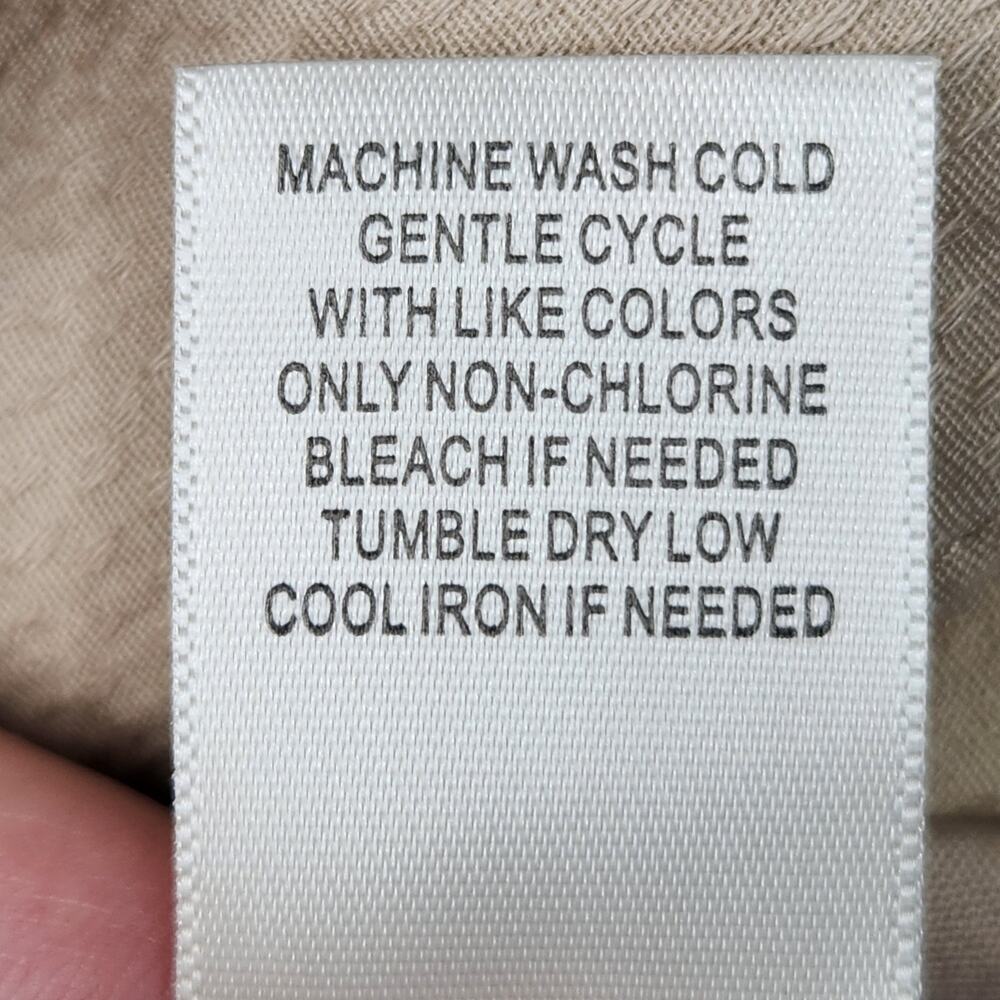 MACHINE WASH COLD
GENTLE CYCLE
WITH LIKE COLORS
ONLY NON-CHLORINE
BLEACH IF NEEDED
TUMBLE DRY LOW
COOL IRON IF NEEDED